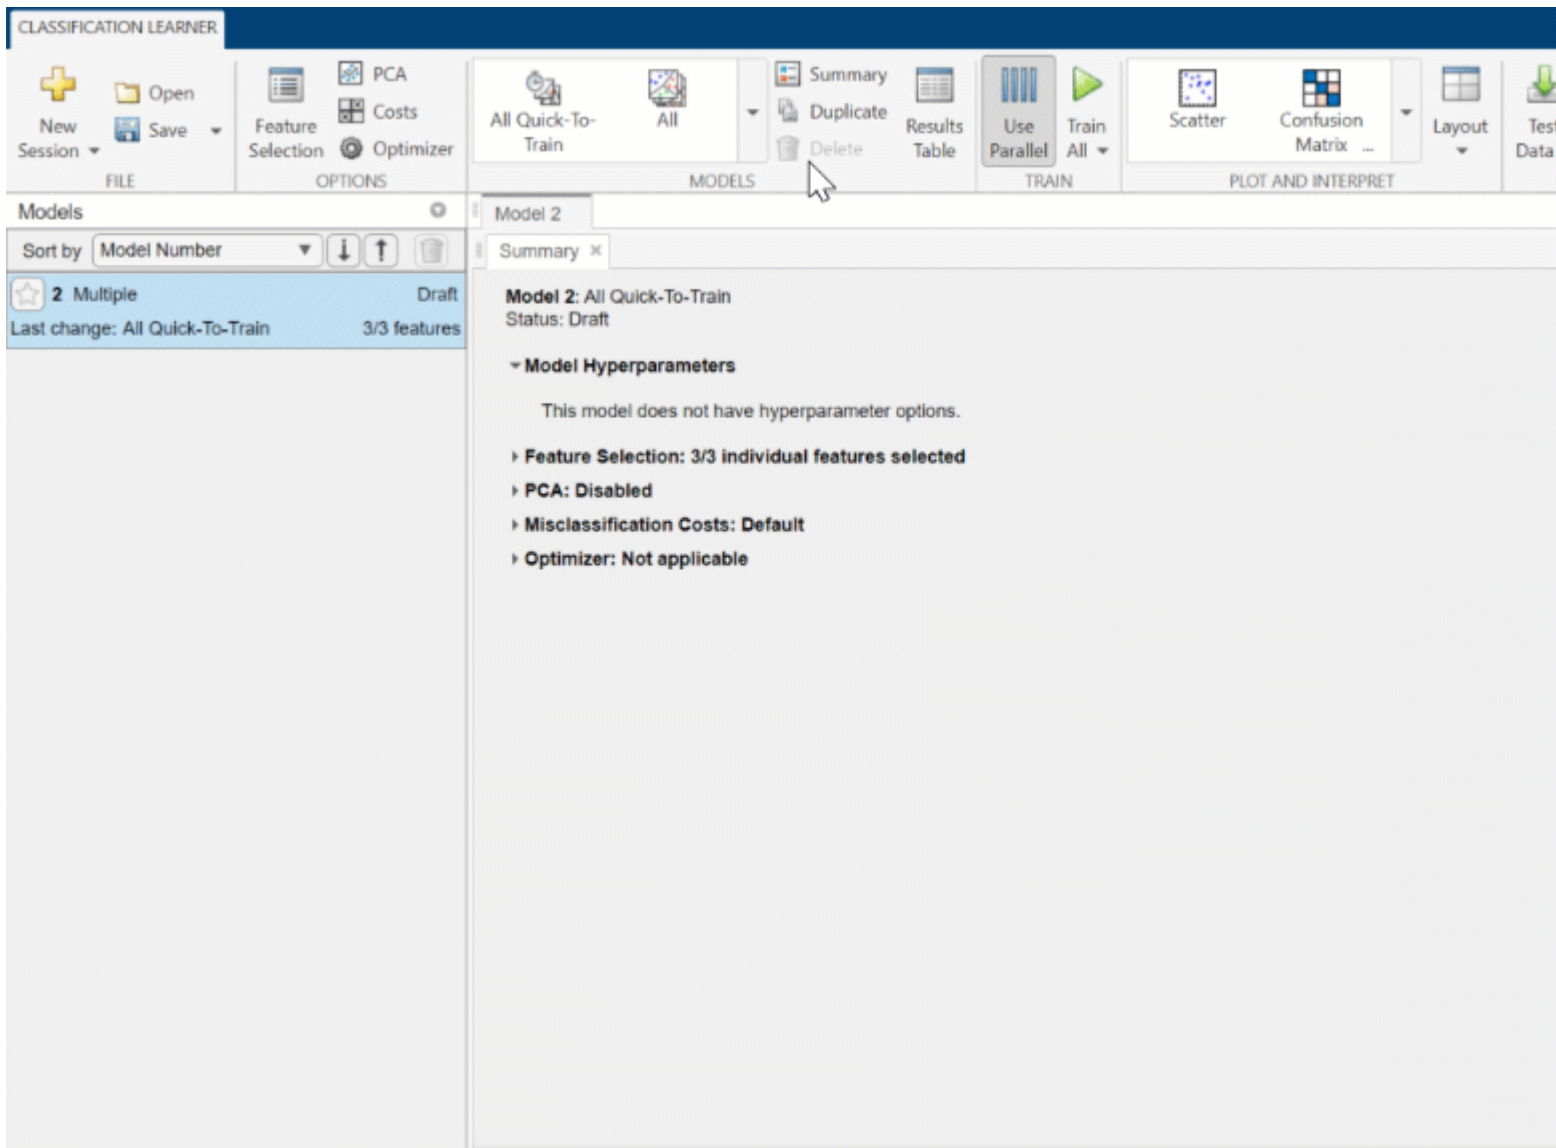 CLASSIFICATION LEARNER
New
Session
Open
Save
FILE
Feature
Selection
PCA
Costs
Optimizer
OPTIONS
All Quick-To-
Train
All
Summary
Duplicate
Delete
Results
Table
MODELS
Use
Parallel
Train
All
TRAIN
Scatter
Confusion
Matrix ...
PLOT AND INTERPRET
Layout
Test
Data
Models
Sort by Model Number
2 Multiple Draft
Last change: All Quick-To-Train 3/3 features
Model 2
Summary
Model 2: All Quick-To-Train
Status: Draft
Model Hyperparameters
This model does not have hyperparameter options.
Feature Selection: 3/3 individual features selected
PCA: Disabled
Misclassification Costs: Default
Optimizer: Not applicable